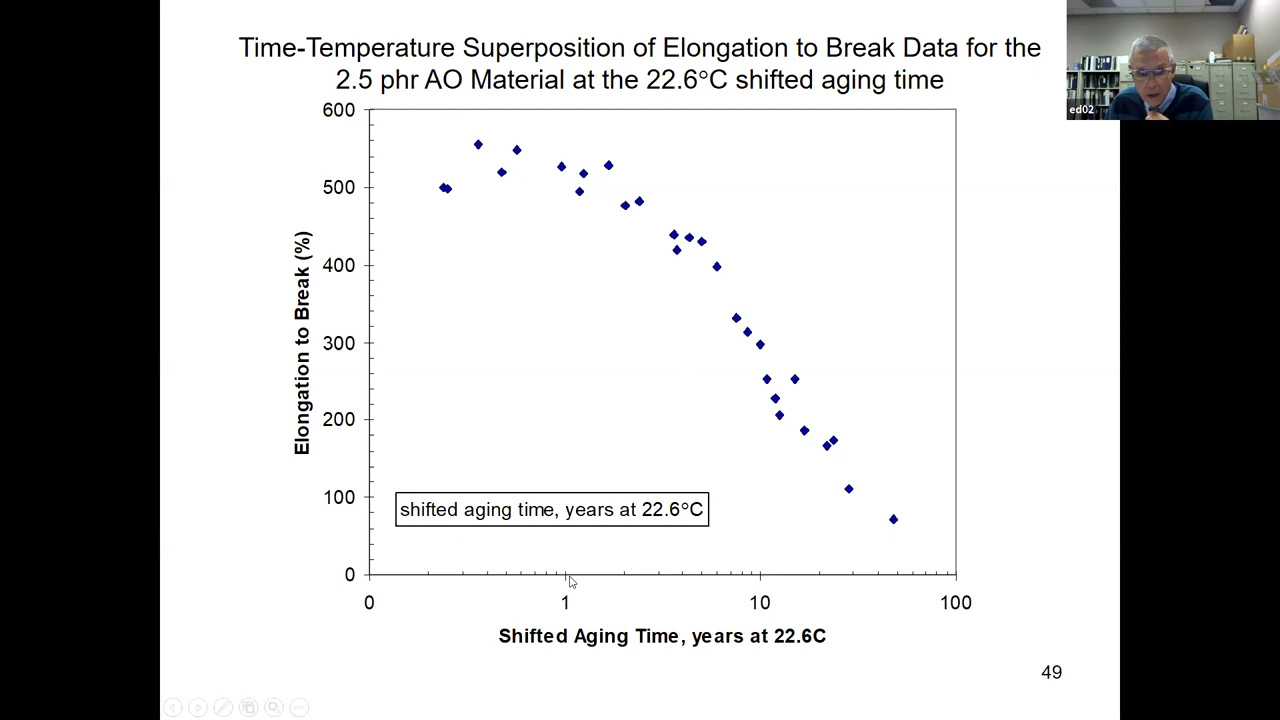 Time-Temperature Superposition of Elongation to Break Data for the
2.5 phr AO Material at the 22.6°C shifted aging time
ed02
600
500
400
300
200
100
0
Elongation to Break (%)
shifted aging time, years at 22.6°C
0 1 10 100
Shifted Aging Time, years at 22.6C
49